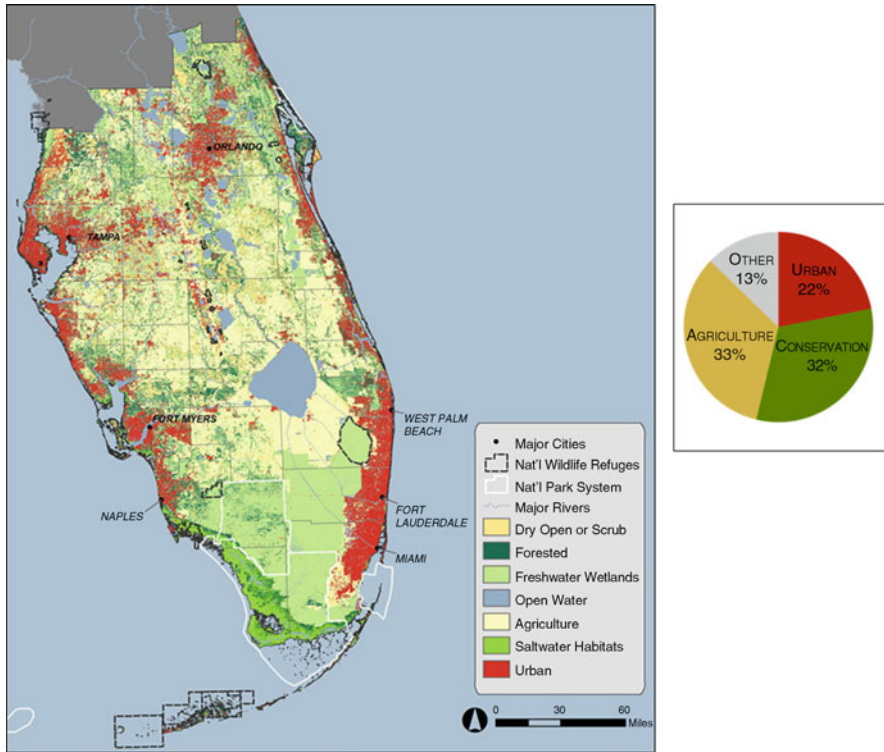 ORLANDO
TAMPA
FORT MYERS
WEST PALM
BEACH
NAPLES
FORT
LAUDERDALE
MIAMI
Major Cities
Nat'l Wildlife Refuges
Nat'l Park System
Major Rivers
Dry Open or Scrub
Forested
Freshwater Wetlands
Open Water
Agriculture
Saltwater Habitats
Urban
0 30 60
Miles
OTHER
13%
URBAN
22%
AGRICULTURE
33%
CONSERVATION
32%